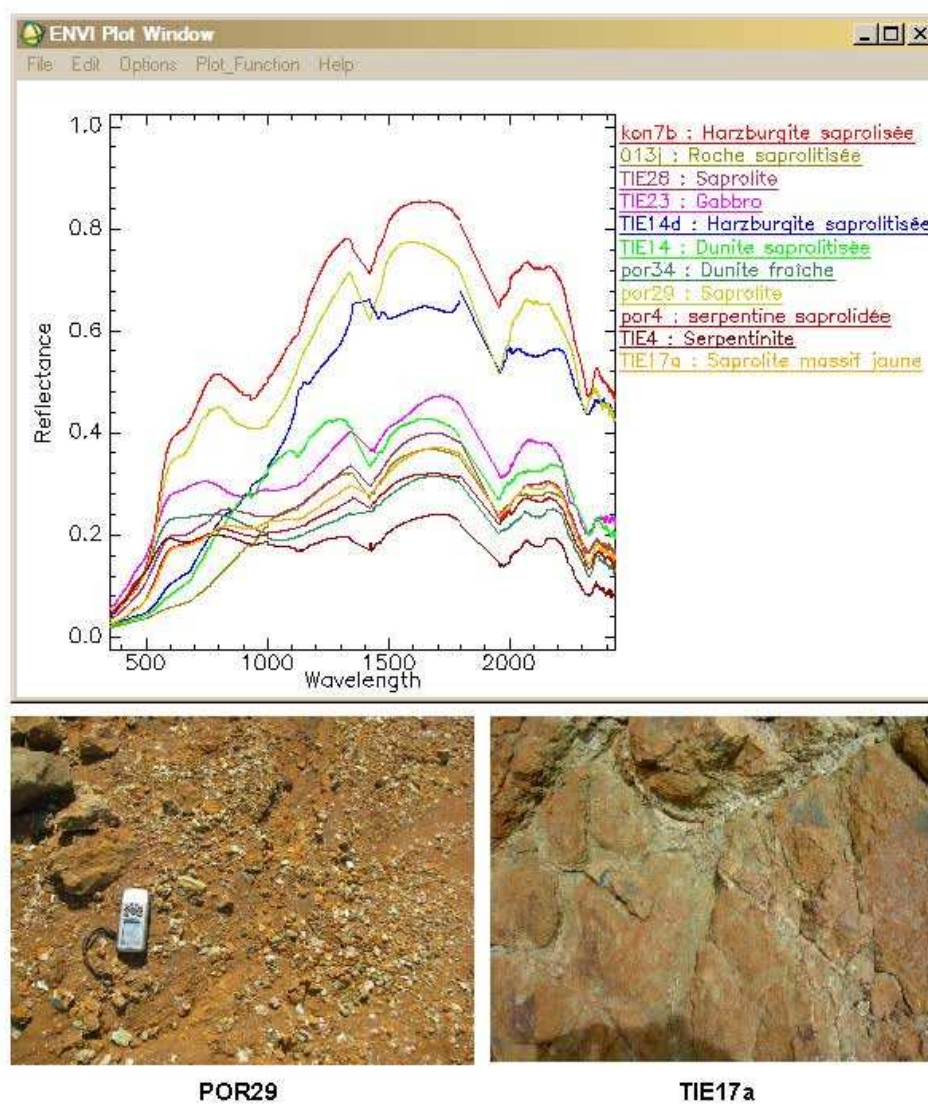 ENVI Plot Window
File Edit Options Plot_Function Help
1.0
0.8
0.6
0.4
0.2
0.0
Reflectance
500 1000 1500 2000
Wavelength
kon7b : Harzburgite saprolisée
013j : Roche saprolitisée
TIE28 : Saprolite
TIE23 : Gabbro
TIE14d : Harzburgite saprolitisée
TIE14 : Dunite saprolitisée
por34 : Dunite fraîche
por29 : Saprolite
por4 : serpentine saprolidée
TIE4 : Serpentinite
TIE17a : Saprolite massif jaune
POR29 TIE17a